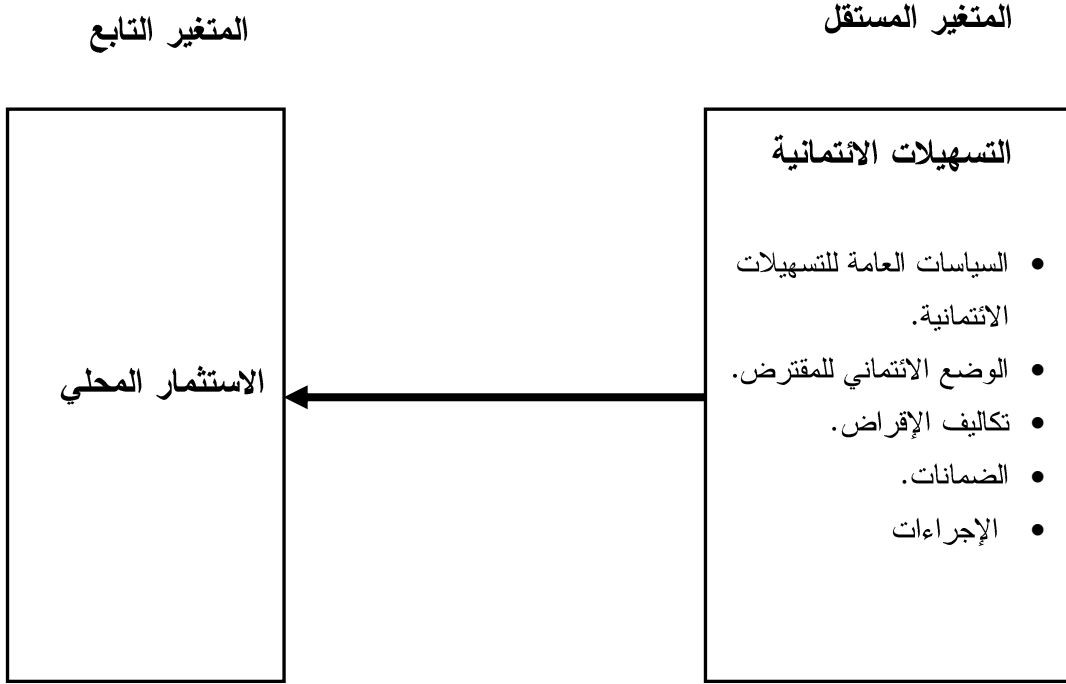 المتغير المستقل
المتغير التابع
التسهيلات الائتمانية
• السياسات العامة للتسهيلات
الائتمانية.
• الوضع الائتماني للمقترض.
• تكاليف الإقراض.
• الضمانات.
• الإجراءات
الاستثمار المحلي